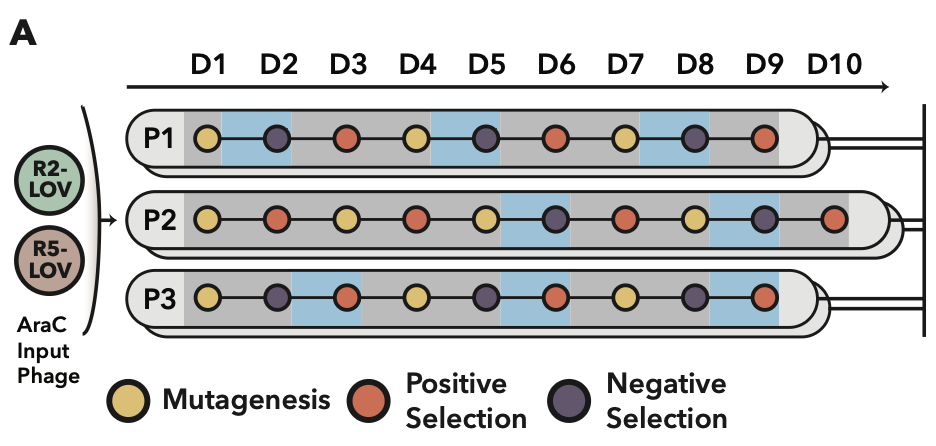 A
D1 D2 D3 D4 D5 D6 D7 D8 D9 D10
P1
R2-
LOV
P2
R5-
LOV
P3
AraC
Input
Phage
Mutagenesis
Positive
Selection
Negative
Selection